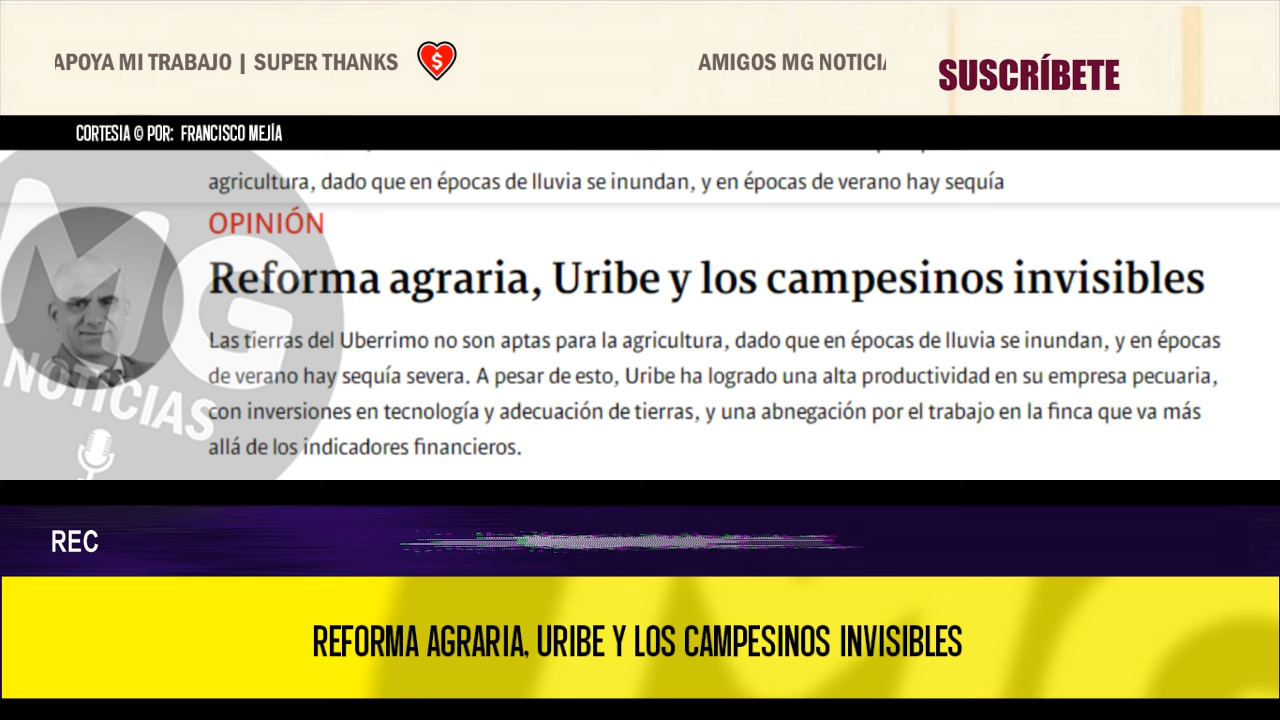 APOYA MI TRABAJO | SUPER THANKS
AMIGOS MG
SUSCRÍBETE
CORTESIA © POR: FRANCISCO MEJÍA
agricultura, dado que en épocas de lluvia se inundan, y en épocas de verano hay sequía
OPINIÓN
Reforma agraria, Uribe y los campesinos invisibles
Las tierras del Uberrimo no son aptas para la agricultura, dado que en épocas de lluvia se inundan, y en épocas
de verano hay sequía severa. A pesar de esto, Uribe ha logrado una alta productividad en su empresa pecuaria,
con inversiones en tecnología y adecuación de tierras, y una abnegación por el trabajo en la finca que va más
allá de los indicadores financieros.
MG
NOTICIAS
REC
REFORMA AGRARIA, URIBE Y LOS CAMPESINOS INVISIBLES